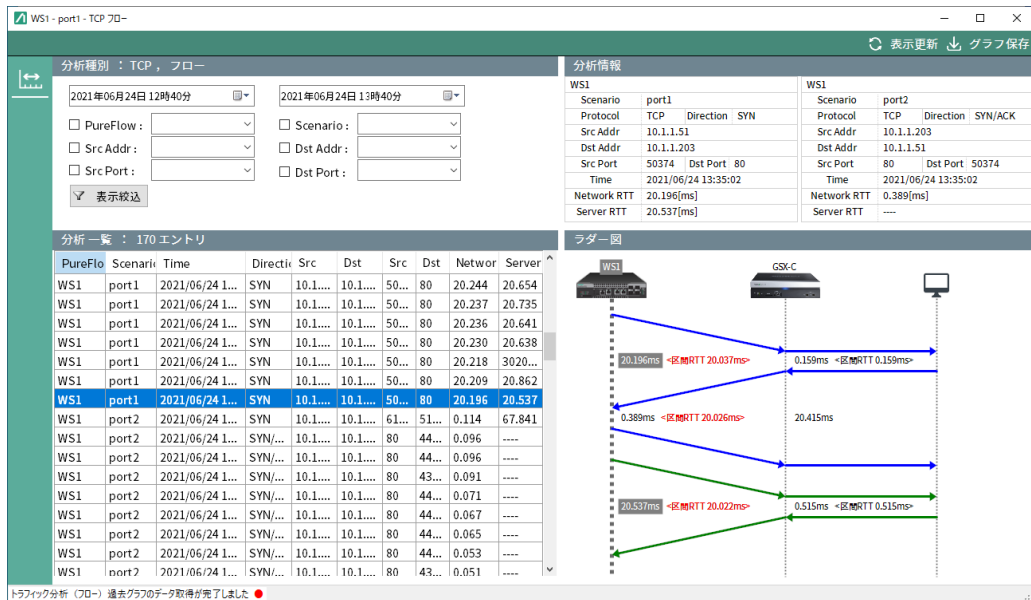 WS1 - port1 - TCP フロー
表示更新 グラフ保存
分析種別 ： TCP , フロー
2021年06月24日 12時40分 2021年06月24日 13時40分
PureFlow : Scenario :
Src Addr : Dst Addr :
Src Port : Dst Port :
表示絞込
分析情報
WS1
Scenario port1
Protocol TCP Direction SYN
Src Addr 10.1.1.51
Dst Addr 10.1.1.203
Src Port 50374 Dst Port 80
Time 2021/06/24 13:35:02
Network RTT 20.196[ms]
Server RTT 20.537[ms]
WS1
Scenario port2
Protocol TCP Direction SYN/ACK
Src Addr 10.1.1.203
Dst Addr 10.1.1.51
Src Port 80 Dst Port 50374
Time 2021/06/24 13:35:02
Network RTT 0.389[ms]
Server RTT ----
分析 一覧 ： 170 エントリ
PureFlo Scenari Time Directi Src Dst Src Dst Networ Server
WS1 port1 2021/06/24 1... SYN 10.1.... 10.1.... 50... 80 20.244 20.654
WS1 port1 2021/06/24 1... SYN 10.1.... 10.1.... 50... 80 20.237 20.735
WS1 port1 2021/06/24 1... SYN 10.1.... 10.1.... 50... 80 20.236 20.641
WS1 port1 2021/06/24 1... SYN 10.1.... 10.1.... 50... 80 20.230 20.638
WS1 port1 2021/06/24 1... SYN 10.1.... 10.1.... 50... 80 20.218 3020...
WS1 port1 2021/06/24 1... SYN 10.1.... 10.1.... 50... 80 20.209 20.862
WS1 port1 2021/06/24 1... SYN 10.1.... 10.1.... 50... 80 20.196 20.537
WS1 port2 2021/06/24 1... SYN 10.1.... 10.1.... 61... 51... 0.114 67.841
WS1 port2 2021/06/24 1... SYN/... 10.1.... 10.1.... 80 44... 0.096 ----
WS1 port2 2021/06/24 1... SYN/... 10.1.... 10.1.... 80 44... 0.096 ----
WS1 port2 2021/06/24 1... SYN/... 10.1.... 10.1.... 80 43... 0.091 ----
WS1 port2 2021/06/24 1... SYN/... 10.1.... 10.1.... 80 44... 0.071 ----
WS1 port2 2021/06/24 1... SYN/... 10.1.... 10.1.... 80 44... 0.067 ----
WS1 port2 2021/06/24 1... SYN/... 10.1.... 10.1.... 80 44... 0.065 ----
WS1 port2 2021/06/24 1... SYN/... 10.1.... 10.1.... 80 44... 0.053 ----
WS1 port2 2021/06/24 1... SYN/... 10.1.... 10.1.... 80 43... 0.051 ----
ラダー図
WS1 GSX-C
20.196ms <区間RTT 20.037ms> 0.159ms <区間RTT 0.159ms>
0.389ms <区間RTT 20.026ms> 20.415ms
20.537ms <区間RTT 20.022ms> 0.515ms <区間RTT 0.515ms>
トラフィック分析（フロー）過去グラフのデータ取得が完了しました